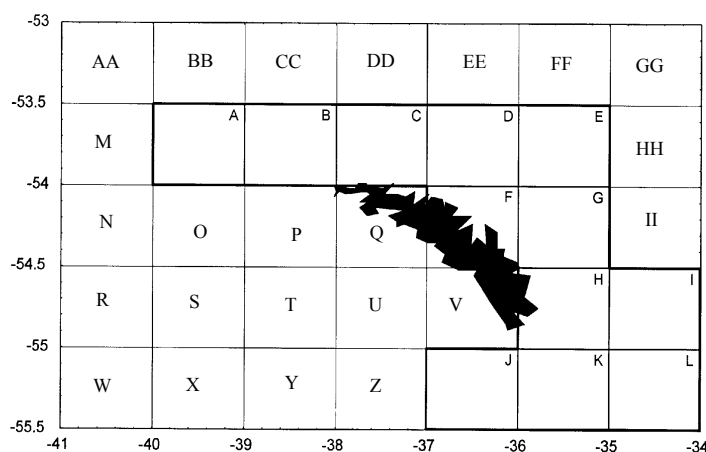 -53
AA BB CC DD EE FF GG
-53.5
A B C D E
M HH
-54
F G
N O P Q II
-54.5
H I
R S T U V
-55
J K L
W X Y Z
-55.5
-41 -40 -39 -38 -37 -36 -35 -34